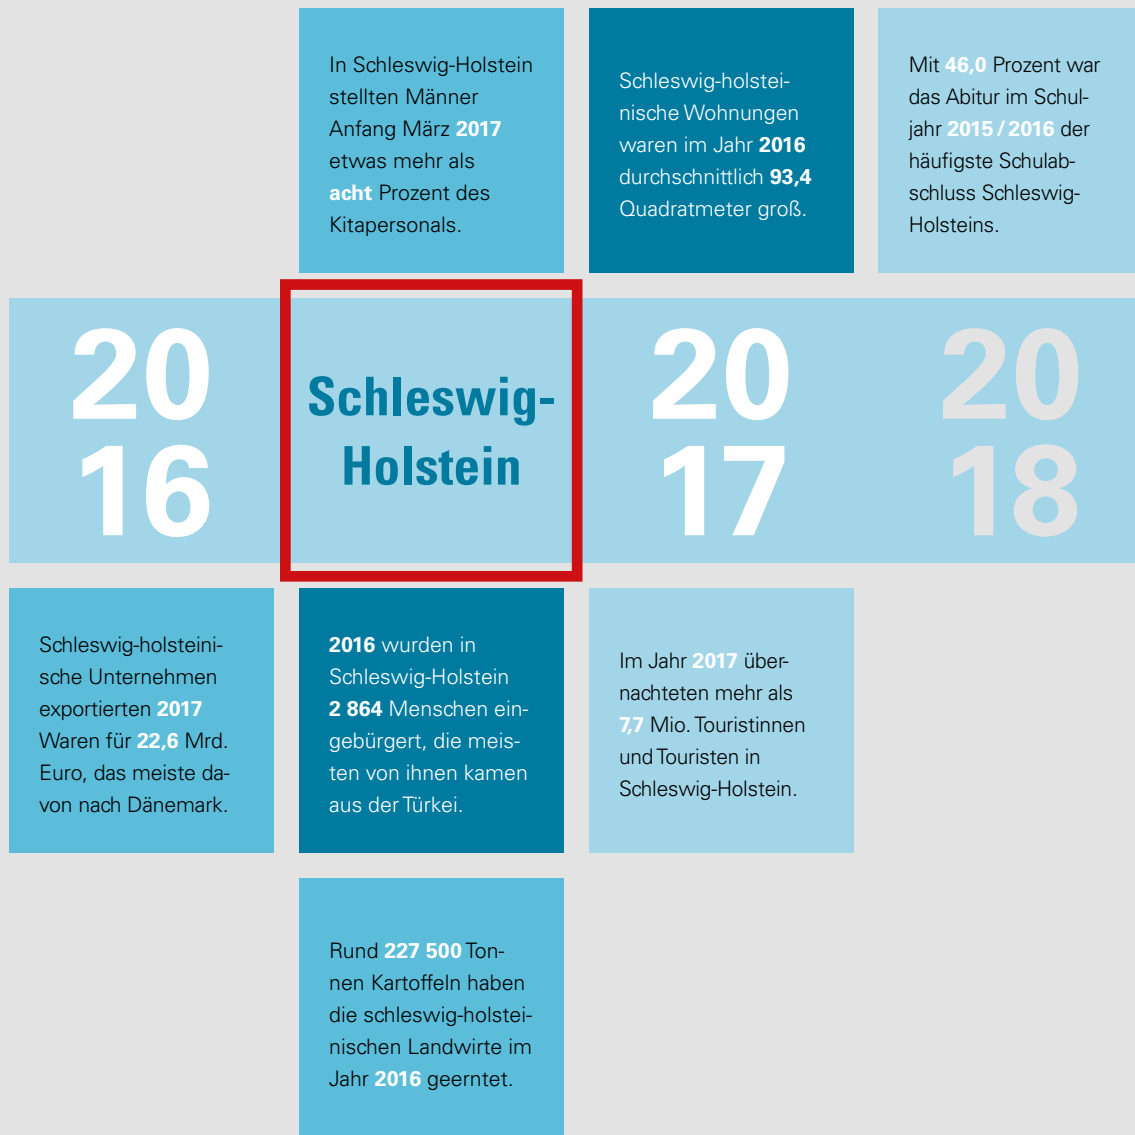 In Schleswig-Holstein
stellten Männer
Anfang März 2017
etwas mehr als
acht Prozent des
Kitapersonals.
Schleswig-holstei-
nische Wohnungen
waren im Jahr 2016
durchschnittlich 93,4
Quadratmeter groß.
Mit 46,0 Prozent war
das Abitur im Schul-
jahr 2015 / 2016 der
häufigste Schulab-
schluss Schleswig-
Holsteins.
20
16
Schleswig-
Holstein
20
17
20
18
Schleswig-holsteini-
sche Unternehmen
exportierten 2017
Waren für 22,6 Mrd.
Euro, das meiste da-
von nach Dänemark.
2016 wurden in
Schleswig-Holstein
2 864 Menschen ein-
gebürgert, die meis-
ten von ihnen kamen
aus der Türkei.
Im Jahr 2017 über-
nachteten mehr als
7,7 Mio. Touristinnen
und Touristen in
Schleswig-Holstein.
Rund 227 500 Ton-
nen Kartoffeln haben
die schleswig-holstei-
nischen Landwirte im
Jahr 2016 geerntet.